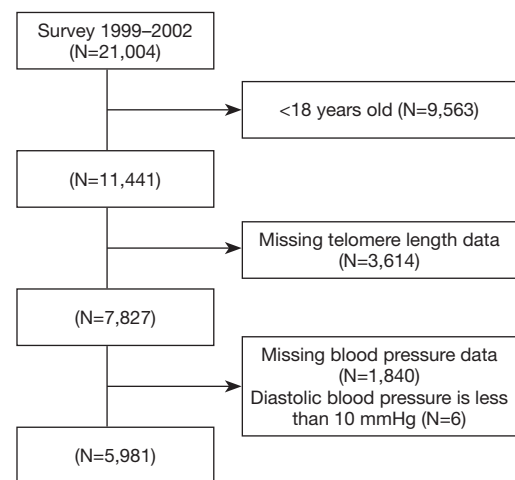 Survey 1999–2002
(N=21,004)
<18 years old (N=9,563)
(N=11,441)
Missing telomere length data
(N=3,614)
(N=7,827)
Missing blood pressure data
(N=1,840)
Diastolic blood pressure is less
than 10 mmHg (N=6)
(N=5,981)